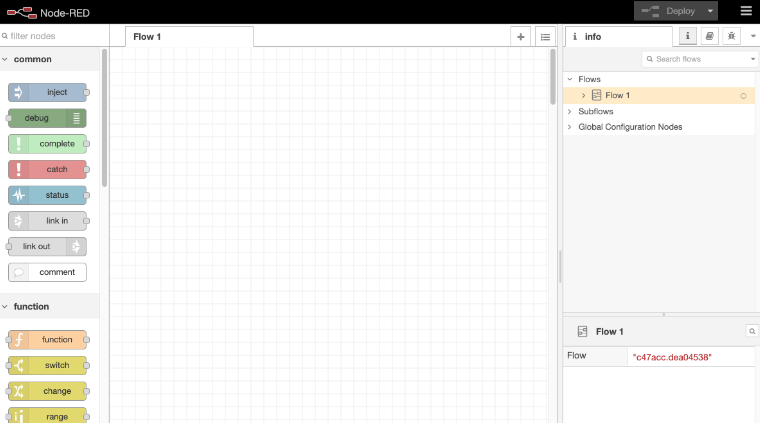 Node-RED
Deploy
filter nodes
Flow 1
info
common
inject
debug
complete
catch
status
link in
link out
comment
function
function
switch
change
range
Search flows
Flows
Flow 1
Subflows
Global Configuration Nodes
Flow 1
Flow "c47acc.dea04538"